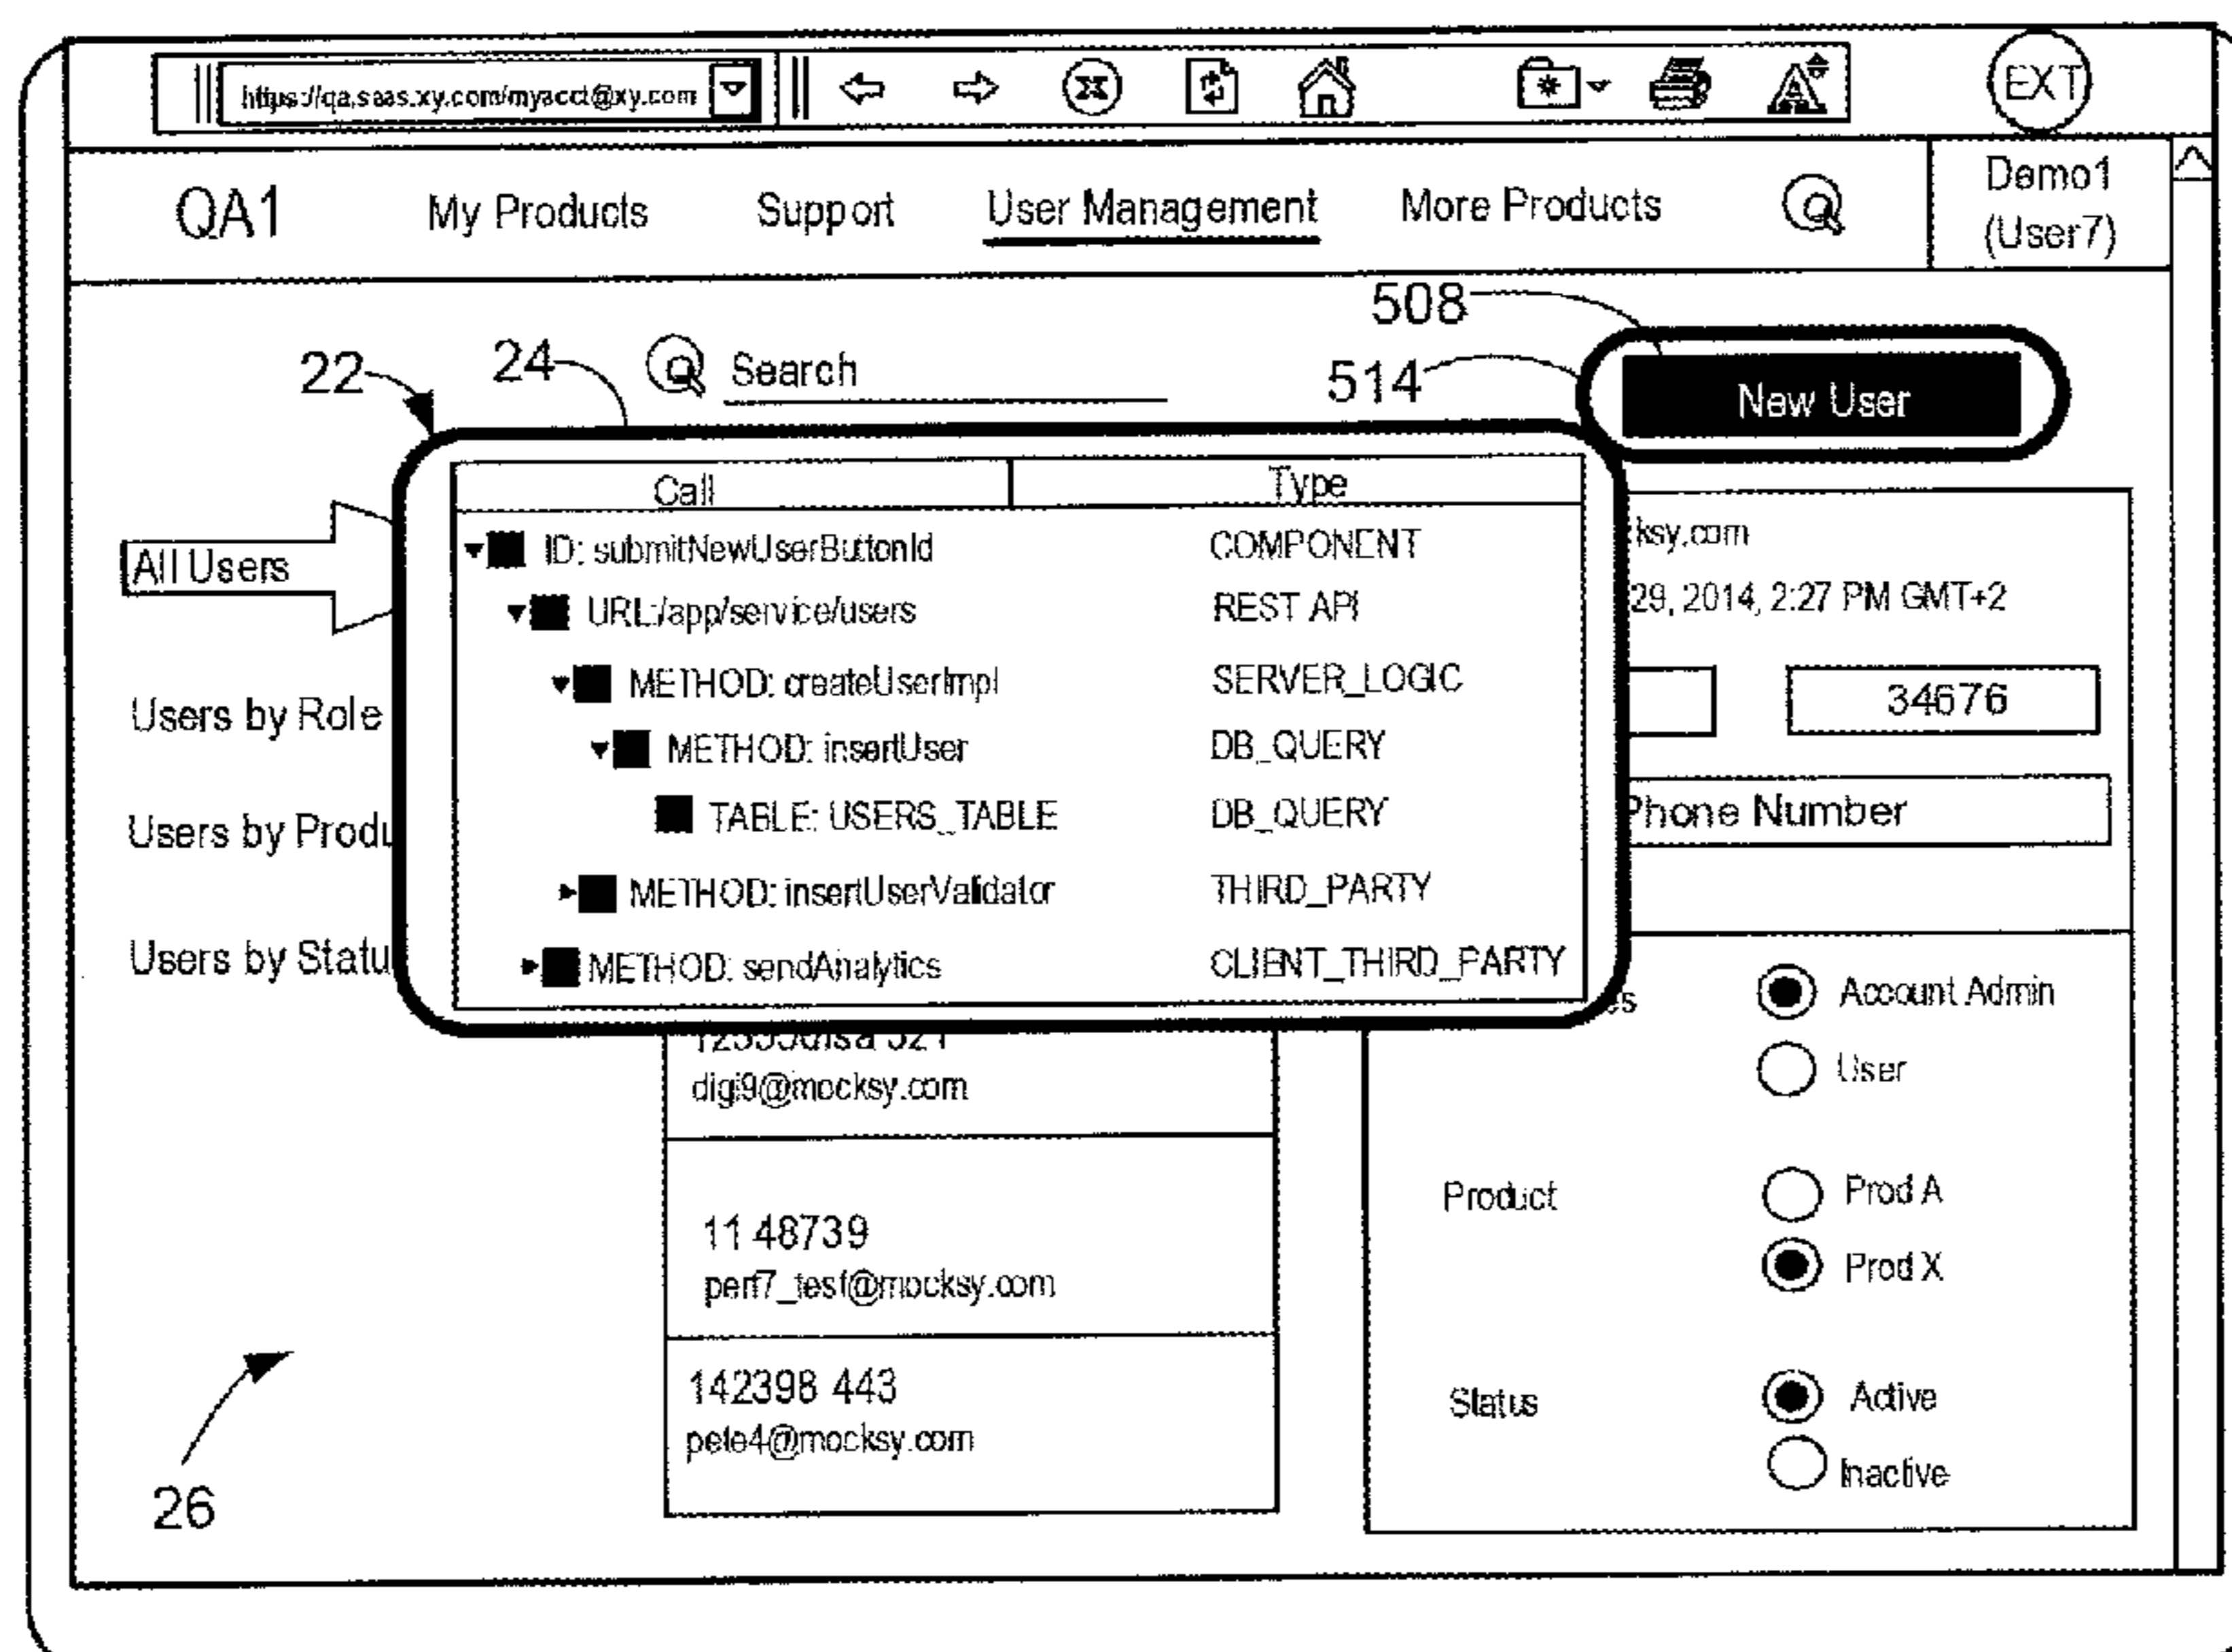 https://qa.saas.xy.com/myacct@xy.com
EXT
QA1 My Products Support User Management More Products
Demo1
(User7)
508
22 24 Search 514 New User
Call Type
ID: submitNewUserButtonId COMPONENT
ksy.com
All Users
URL:/app/service/users REST API
29, 2014, 2:27 PM GMT+2
METHOD: createUserImpl SERVER_LOGIC
34676
Users by Role
METHOD: insertUser DB_QUERY
TABLE: USERS_TABLE DB_QUERY
Phone Number
Users by Produ
METHOD: insertUserValidator THIRD_PARTY
Users by Statu
METHOD: sendAnalytics CLIENT_THIRD_PARTY
es Account Admin
digi9@mocksy.com
User
Product Prod A
11 48739
perf7_test@mocksy.com
Prod X
142398 443
Status Active
pete4@mocksy.com
Inactive
26